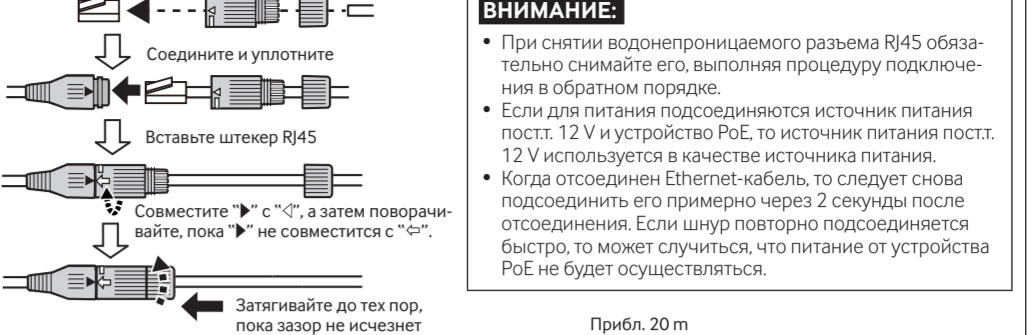 Соедините и уплотните
Вставьте штекер RJ45
Совместите “▶” с “◁”, а затем поворачи-
вайте, пока “▶” не совместится с “⇦”.
Затягивайте до тех пор,
пока зазор не исчезнет
ВНИМАНИЕ:
• При снятии водонепроницаемого разъема RJ45 обяза-
тельно снимайте его, выполняя процедуру подключе-
ния в обратном порядке.
• Если для питания подсоединяются источник питания
пост.т. 12 V и устройство PoE, то источник питания пост.т.
12 V используется в качестве источника питания.
• Когда отсоединен Ethernet-кабель, то следует снова
подсоединить его примерно через 2 секунды после
отсоединения. Если шнур повторно подсоединяется
быстро, то может случиться, что питание от устройства
PoE не будет осуществляться.
Прибл. 20 m